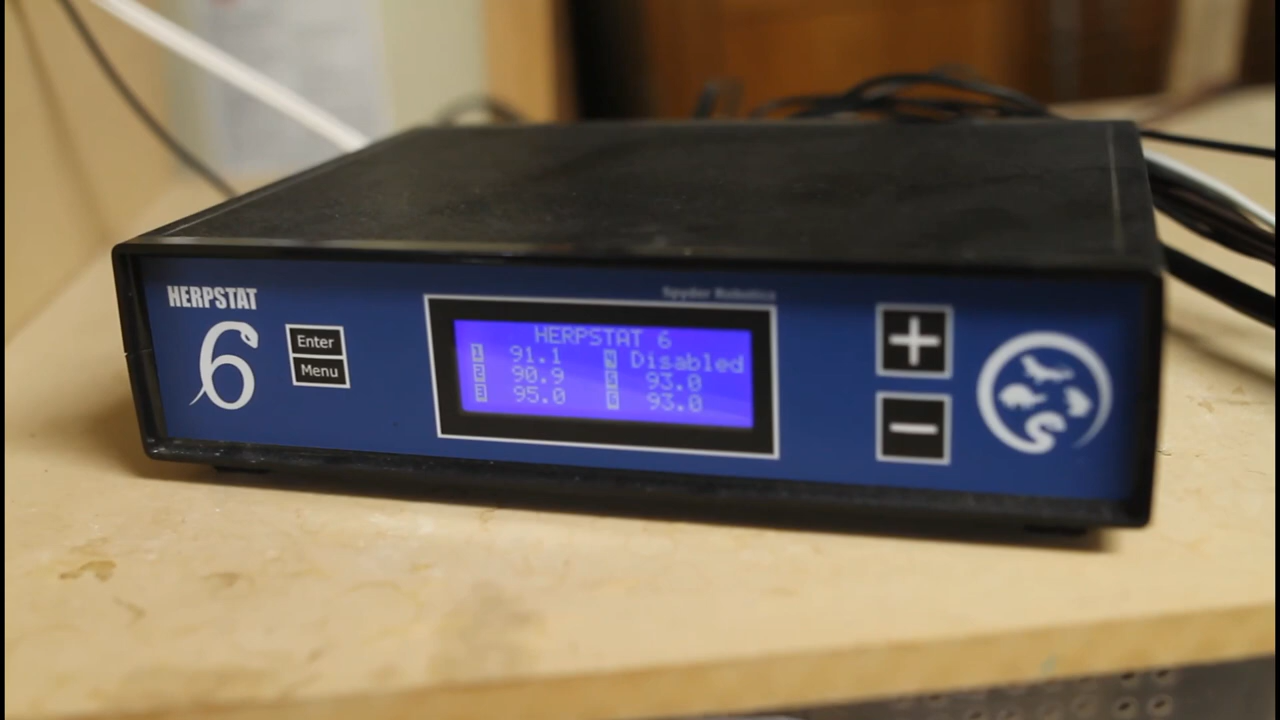 HERPSTAT
6
Enter
Menu
Spyder Robotics
HERPSTAT 6
1 91.1 4 Disabled
2 90.9 5 93.0
3 95.0 6 93.0
+
−